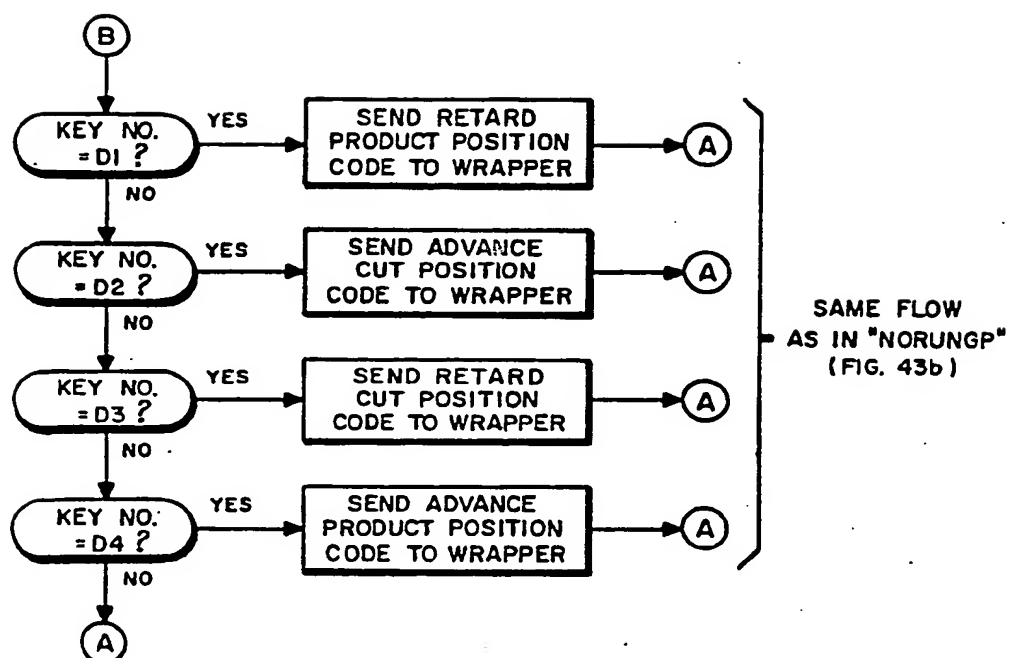 B
KEY NO.
=D1 ?
YES
SEND RETARD
PRODUCT POSITION
CODE TO WRAPPER
A
NO
KEY NO.
=D2 ?
YES
SEND ADVANCE
CUT POSITION
CODE TO WRAPPER
A
NO
KEY NO.
=D3 ?
YES
SEND RETARD
CUT POSITION
CODE TO WRAPPER
A
NO
KEY NO.
=D4 ?
YES
SEND ADVANCE
PRODUCT POSITION
CODE TO WRAPPER
A
NO
A
SAME FLOW
AS IN "NORUNGP"
(FIG. 43b)